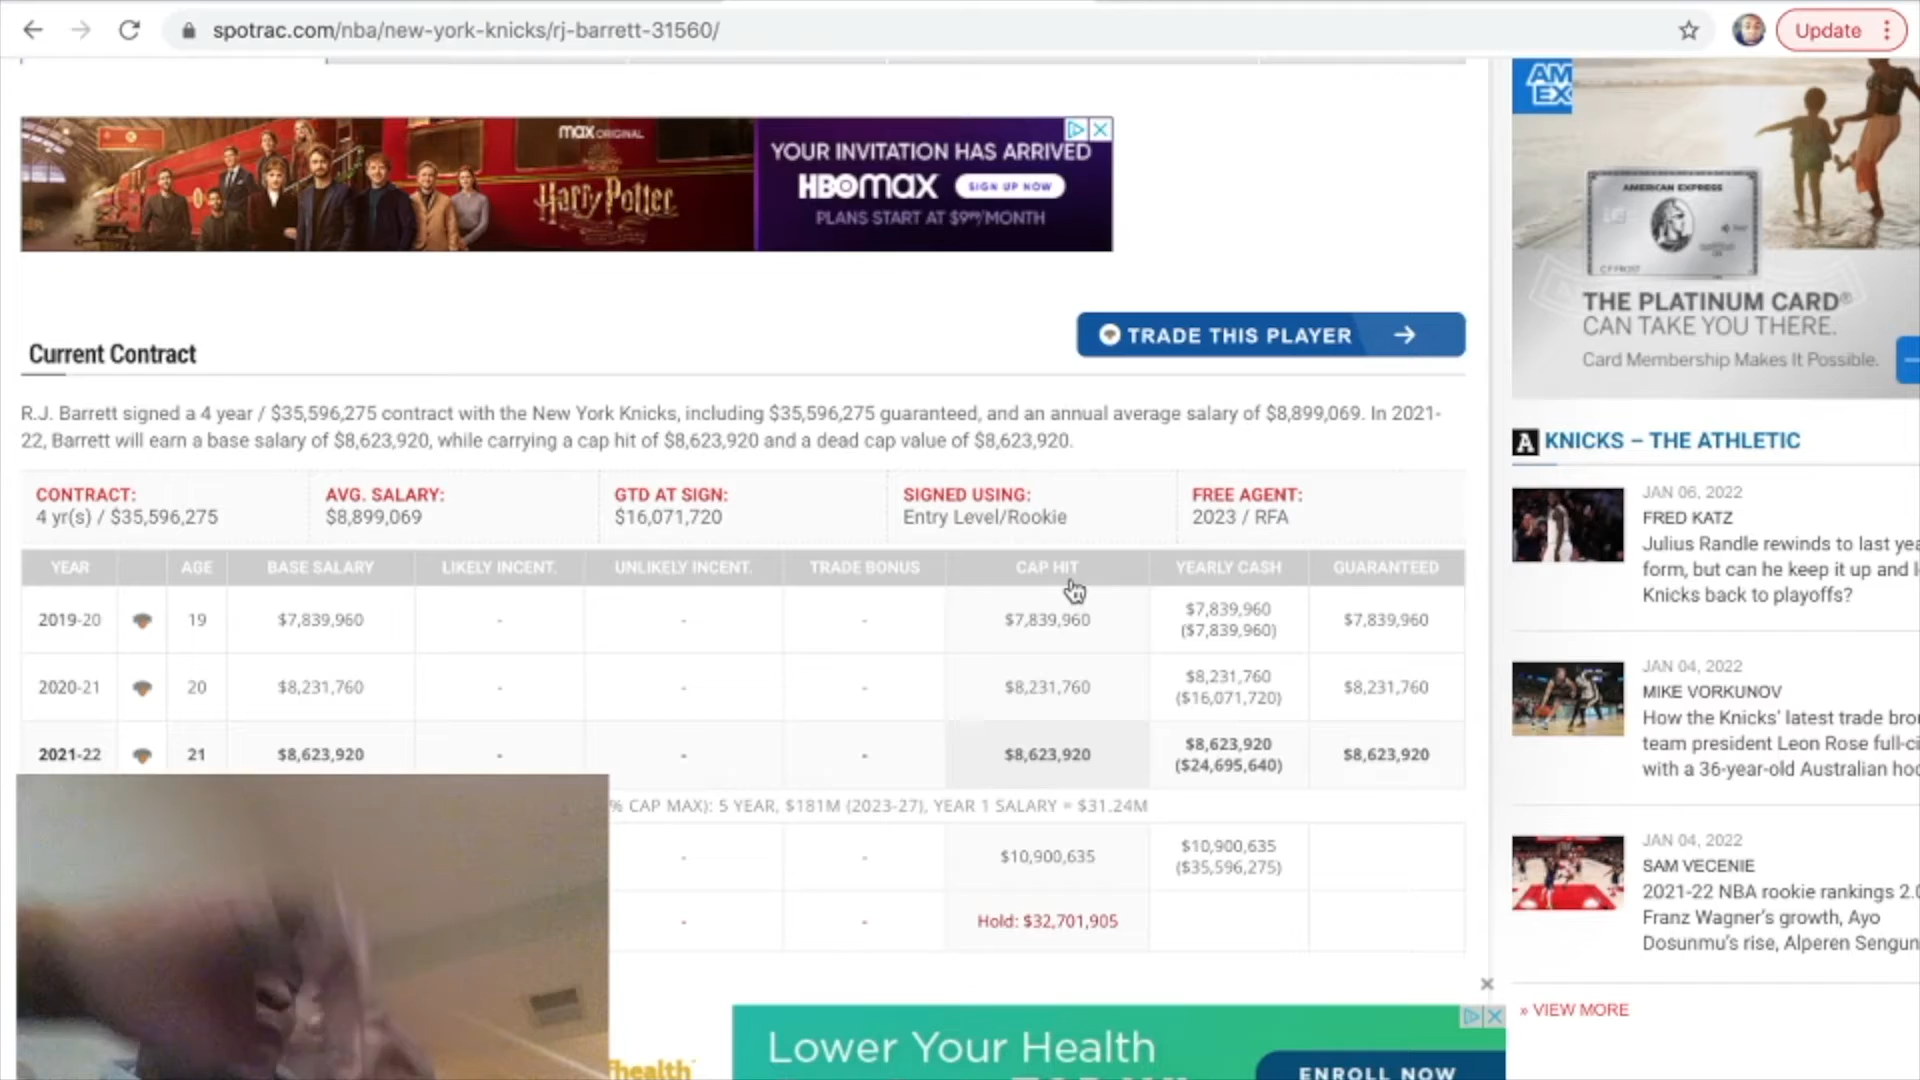 spotrac.com/nba/new-york-knicks/rj-barrett-31560/
Update
max ORIGINAL
Harry Potter
YOUR INVITATION HAS ARRIVED
HBOmax SIGN UP NOW
PLANS START AT $9.99/MONTH
AM
EX
AMERICAN EXPRESS
C F FROST
THE PLATINUM CARD®
CAN TAKE YOU THERE.
Card Membership Makes It Possible.
TRADE THIS PLAYER
Current Contract
R.J. Barrett signed a 4 year / $35,596,275 contract with the New York Knicks, including $35,596,275 guaranteed, and an annual average salary of $8,899,069. In 2021-
22, Barrett will earn a base salary of $8,623,920, while carrying a cap hit of $8,623,920 and a dead cap value of $8,623,920.
CONTRACT: AVG. SALARY: GTD AT SIGN: SIGNED USING: FREE AGENT:
4 yr(s) / $35,596,275 $8,899,069 $16,071,720 Entry Level/Rookie 2023 / RFA
YEAR AGE BASE SALARY LIKELY INCENT. UNLIKELY INCENT. TRADE BONUS CAP HIT YEARLY CASH GUARANTEED
2019-20 19 $7,839,960 - - - $7,839,960 $7,839,960 $7,839,960
($7,839,960)
2020-21 20 $8,231,760 - - - $8,231,760 $8,231,760 $8,231,760
($16,071,720)
2021-22 21 $8,623,920 - - - $8,623,920 $8,623,920 $8,623,920
($24,695,640)
% CAP MAX): 5 YEAR, $181M (2023-27), YEAR 1 SALARY = $31.24M
- - $10,900,635 $10,900,635
($35,596,275)
- - Hold: $32,701,905
A KNICKS – THE ATHLETIC
JAN 06, 2022
FRED KATZ
Julius Randle rewinds to last yea
form, but can he keep it up and l
Knicks back to playoffs?
JAN 04, 2022
MIKE VORKUNOV
How the Knicks' latest trade brou
team president Leon Rose full-ci
with a 36-year-old Australian hoo
JAN 04, 2022
SAM VECENIE
2021-22 NBA rookie rankings 2.0
Franz Wagner's growth, Ayo
Dosunmu's rise, Alperen Sengun
» VIEW MORE
health
Lower Your Health
ENROLL NOW